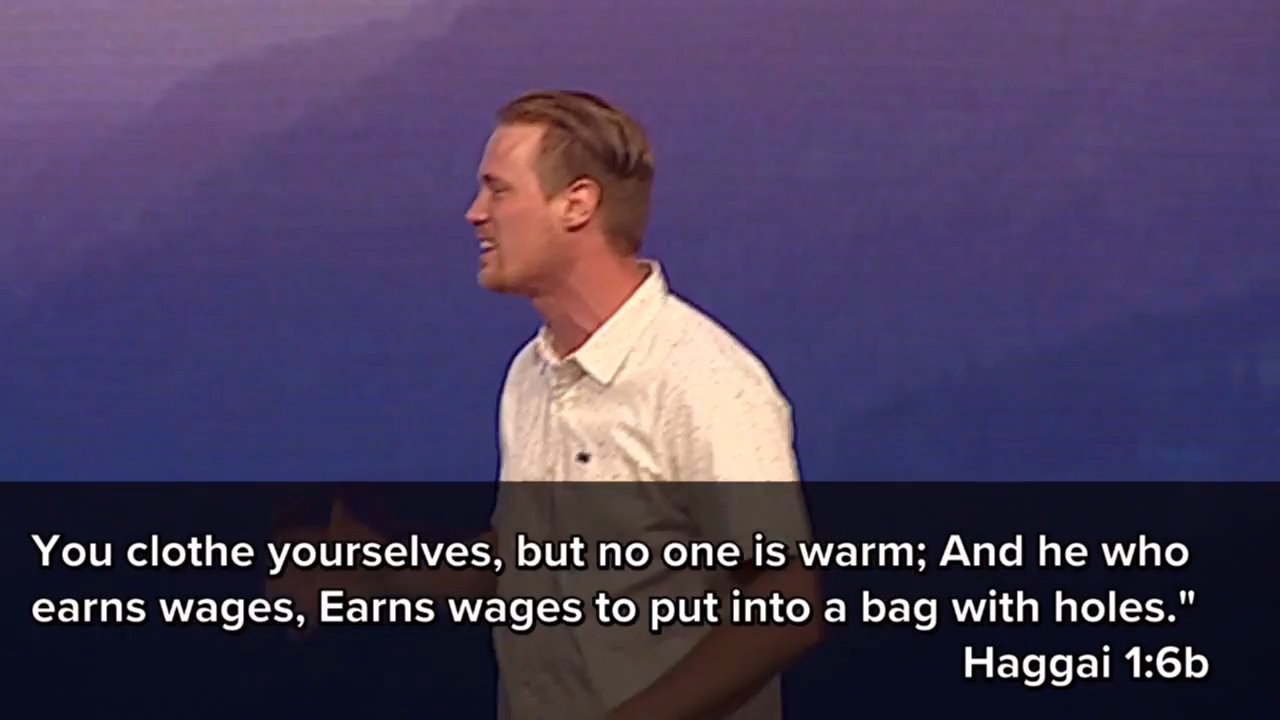 You clothe yourselves, but no one is warm; And he who
earns wages, Earns wages to put into a bag with holes."
Haggai 1:6b